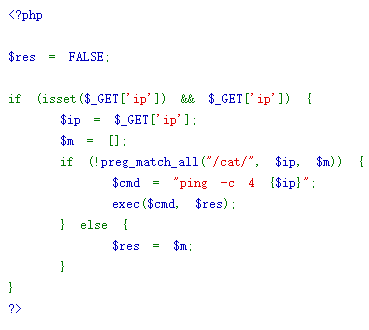 <?php
$res = FALSE;
if (isset($_GET['ip']) && $_GET['ip']) {
$ip = $_GET['ip'];
$m = [];
if (!preg_match_all("/cat/", $ip, $m)) {
$cmd = "ping -c 4 {$ip}";
exec($cmd, $res);
} else {
$res = $m;
}
}
?>